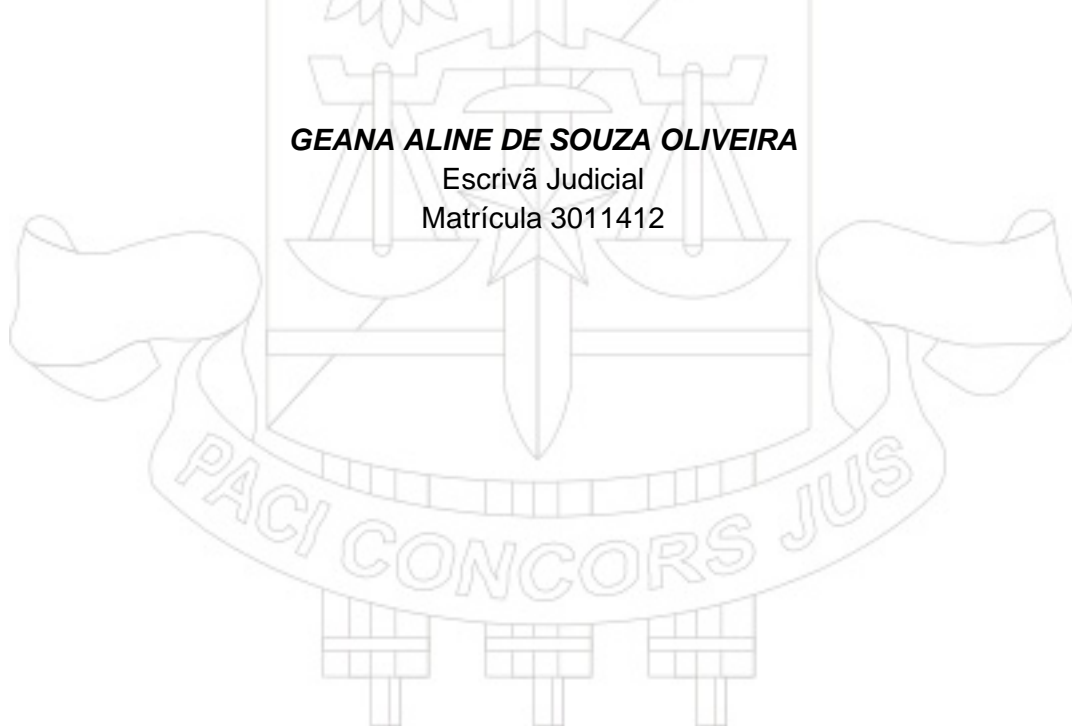 GEANA ALINE DE SOUZA OLIVEIRA
Escrivã Judicial
Matrícula 3011412
PACI CONCORS JUS